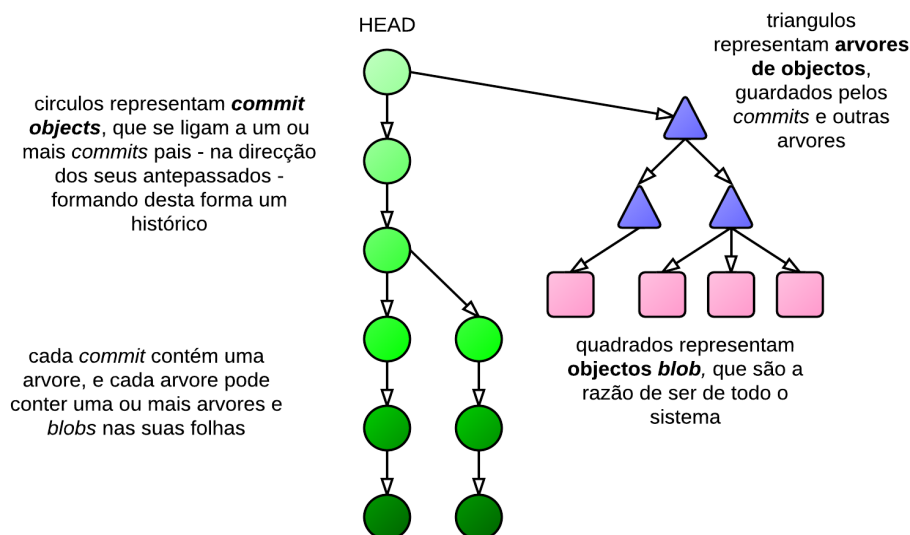 HEAD
triangulos
representam arvores
de objectos,
guardados pelos
commits e outras
arvores
circulos representam commit
objects, que se ligam a um ou
mais commits pais - na direcção
dos seus antepassados -
formando desta forma um
histórico
quadrados representam
objectos blob, que são a
razão de ser de todo o
sistema
cada commit contém uma
arvore, e cada arvore pode
conter uma ou mais arvores e
blobs nas suas folhas